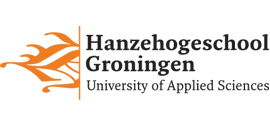 Hanzehogeschool
Groningen
University of Applied Sciences